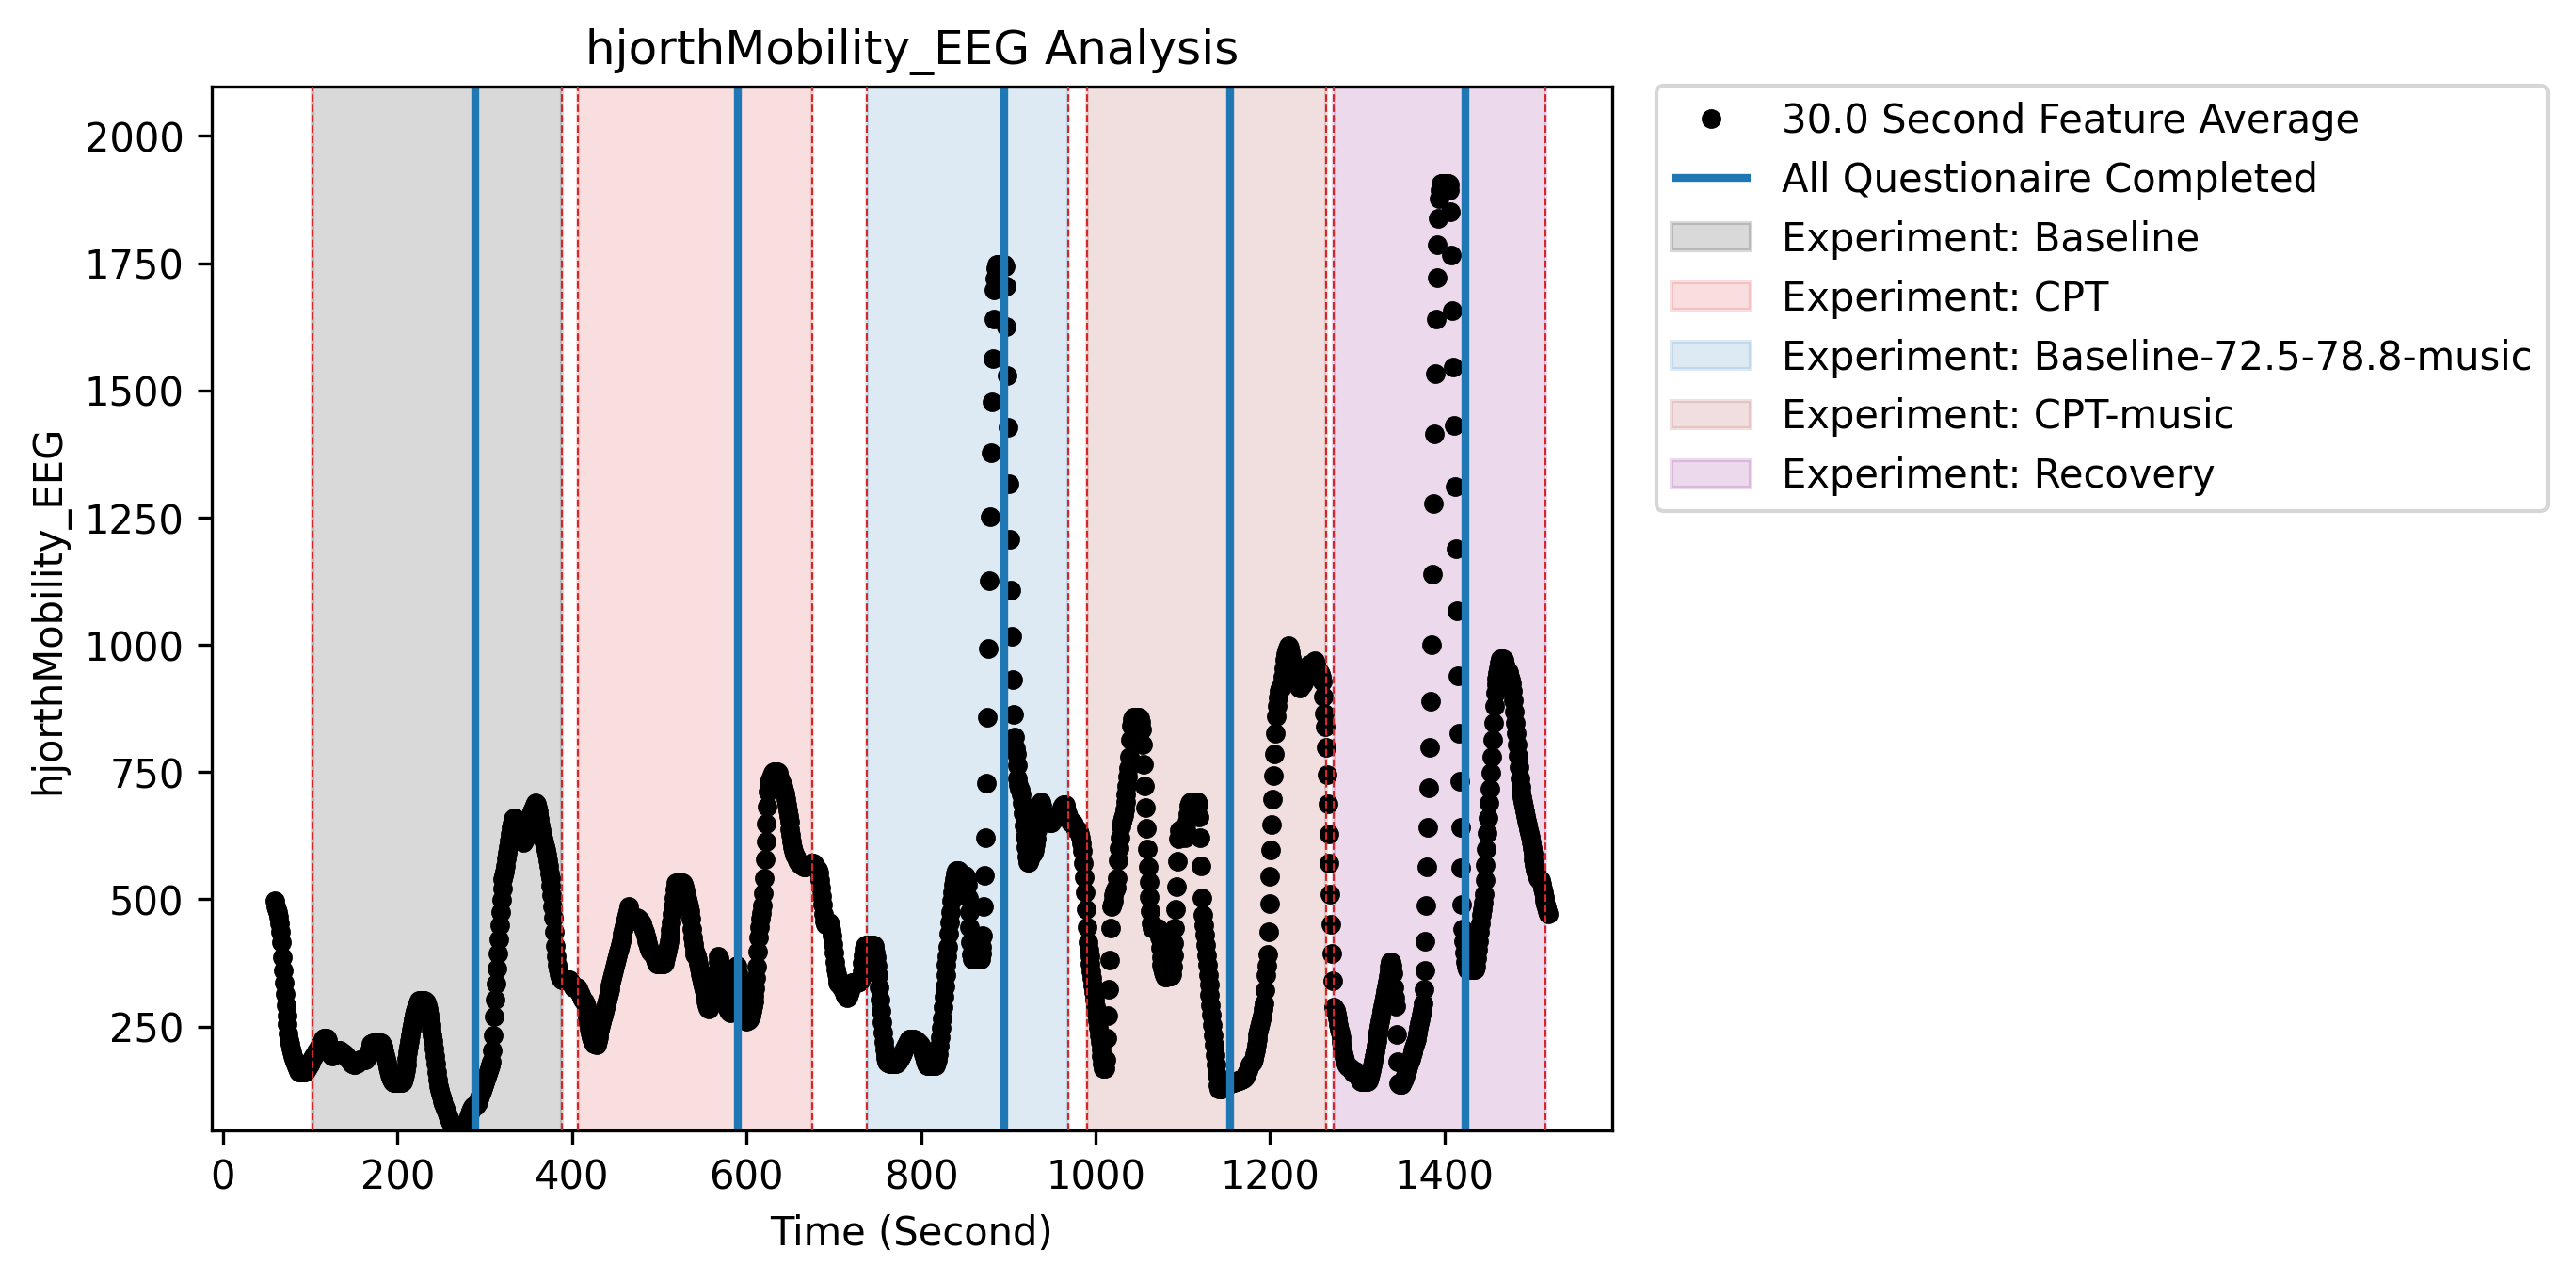 hjorthMobility_EEG Analysis
hjorthMobility_EEG
2000
1750
1500
1250
1000
750
500
250
0 200 400 600 800 1000 1200 1400
Time (Second)
30.0 Second Feature Average
All Questionaire Completed
Experiment: Baseline
Experiment: CPT
Experiment: Baseline-72.5-78.8-music
Experiment: CPT-music
Experiment: Recovery